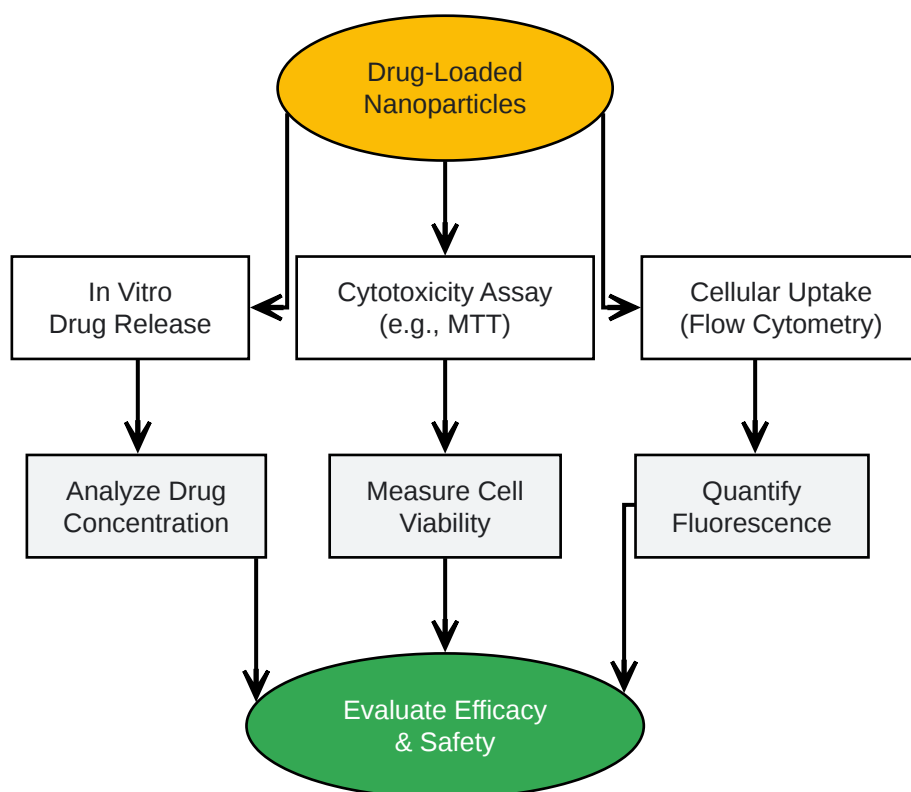 Drug-Loaded
Nanoparticles
In Vitro
Drug Release
Cytotoxicity Assay
(e.g., MTT)
Cellular Uptake
(Flow Cytometry)
Analyze Drug
Concentration
Measure Cell
Viability
Quantify
Fluorescence
Evaluate Efficacy
& Safety